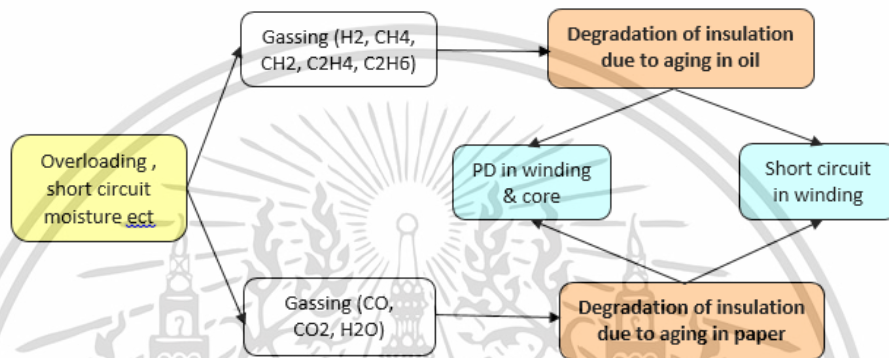 Gassing (H2, CH4,
CH2, C2H4, C2H6)
Degradation of insulation
due to aging in oil
Overloading ,
short circuit
moisture ect
PD in winding
& core
Short circuit
in winding
Gassing (CO,
CO2, H2O)
Degradation of insulation
due to aging in paper